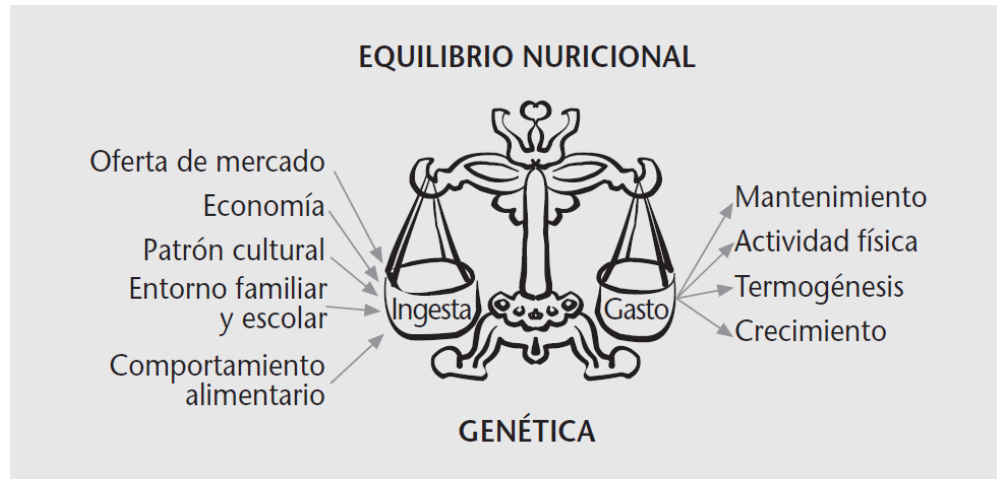 EQUILIBRIO NURICIONAL
Oferta de mercado
Economía
Patrón cultural
Entorno familiar
y escolar
Comportamiento
alimentario
Ingesta
Gasto
Mantenimiento
Actividad física
Termogénesis
Crecimiento
GENÉTICA